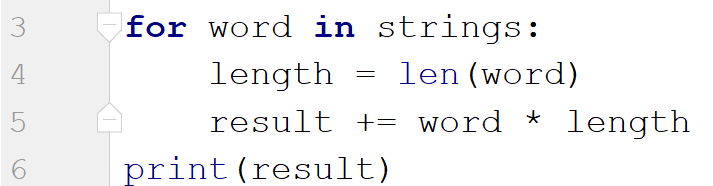 3 for word in strings:
4     length = len(word)
5     result += word * length
6 print(result)